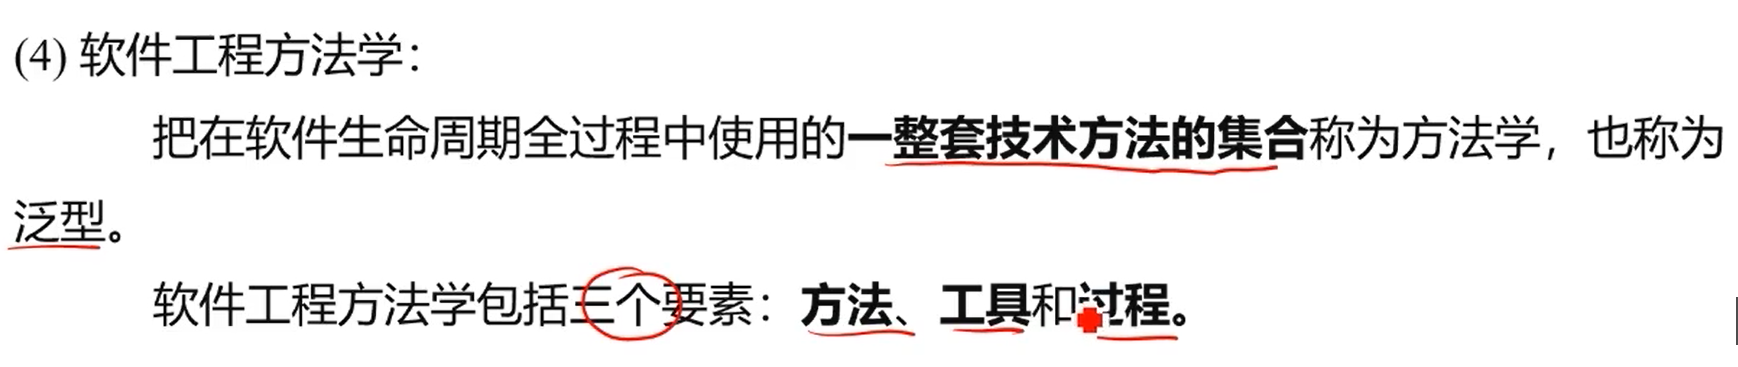 (4) 软件工程方法学：
把在软件生命周期全过程中使用的一整套技术方法的集合称为方法学，也称为
泛型。
软件工程方法学包括三个要素：方法、工具和过程。